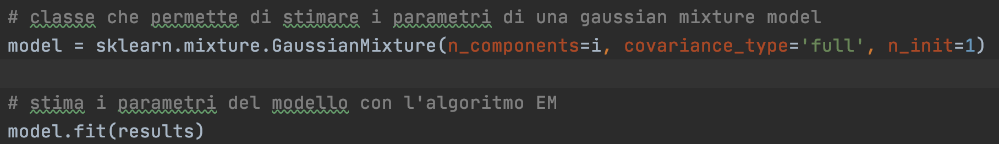 # classe che permette di stimare i parametri di una gaussian mixture model
model = sklearn.mixture.GaussianMixture(n_components=i, covariance_type='full', n_init=1)
# stima i parametri del modello con l'algoritmo EM
model.fit(results)